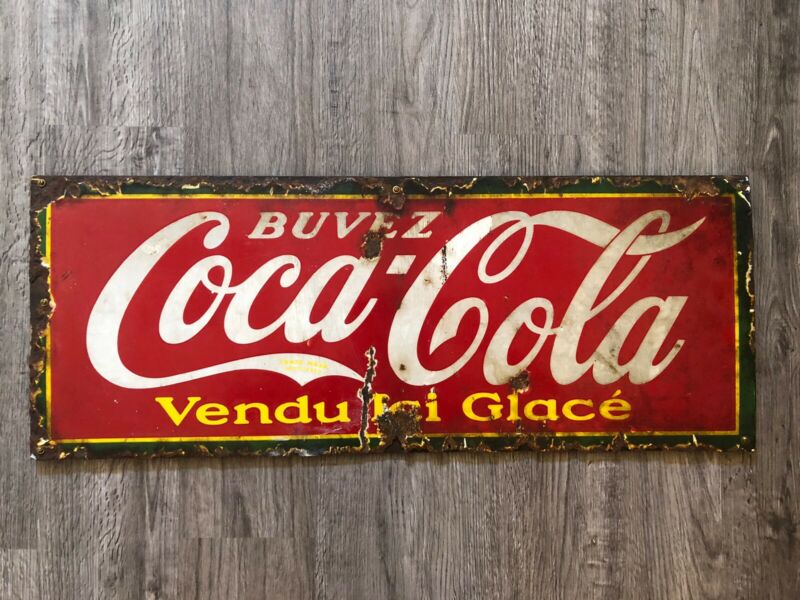 BUVEZ
Coca-Cola
Vendu Ici Glacé